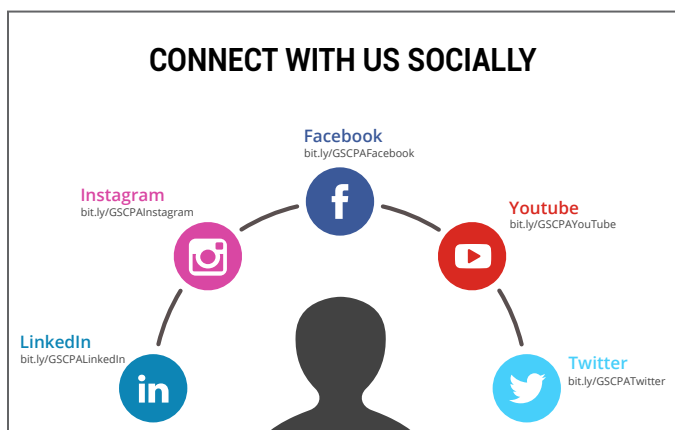 CONNECT WITH US SOCIALLY
Facebook
bit.ly/GSCPAFacebook
Instagram
bit.ly/GSCPAInstagram
Youtube
bit.ly/GSCPAYouTube
LinkedIn
bit.ly/GSCPALinkedIn
Twitter
bit.ly/GSCPATwitter
f
in